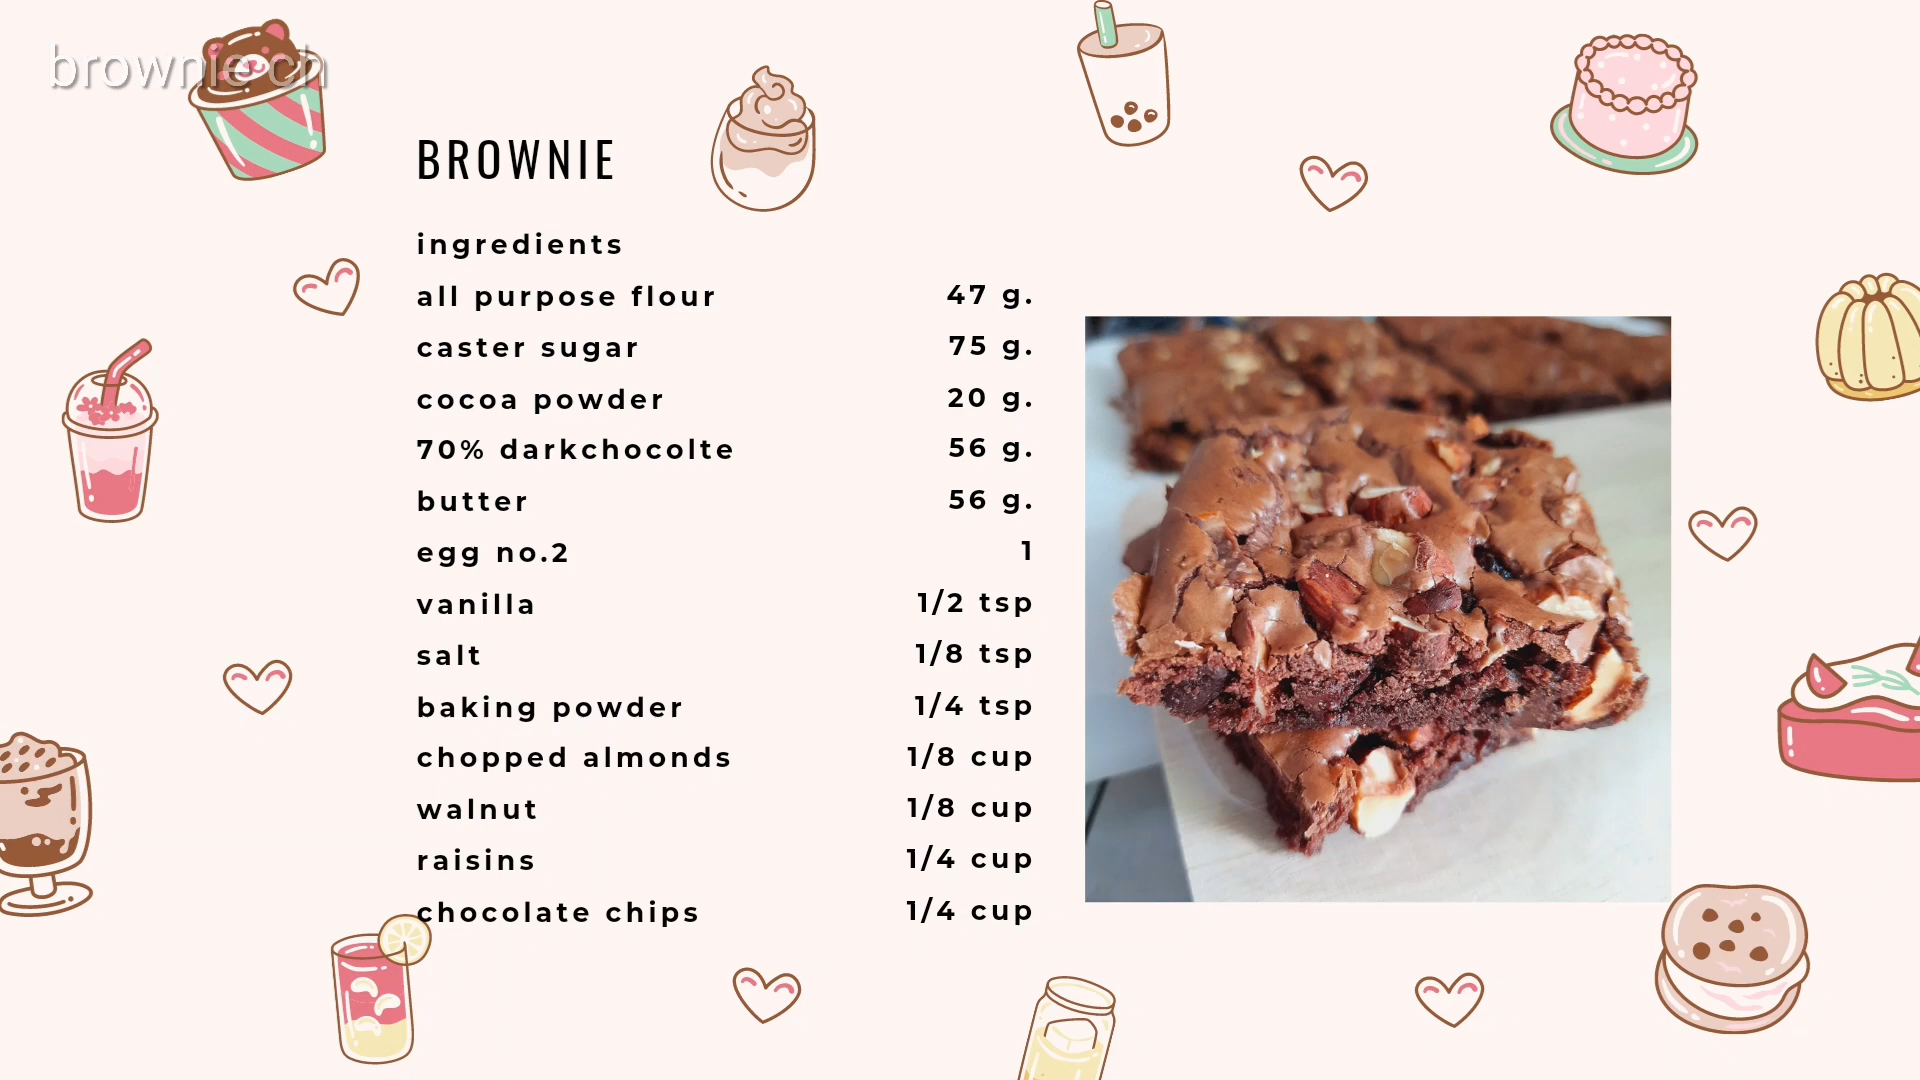 brownie ch
BROWNIE
ingredients
all purpose flour 47 g.
caster sugar 75 g.
cocoa powder 20 g.
70% darkchocolte 56 g.
butter 56 g.
egg no.2 1
vanilla 1/2 tsp
salt 1/8 tsp
baking powder 1/4 tsp
chopped almonds 1/8 cup
walnut 1/8 cup
raisins 1/4 cup
chocolate chips 1/4 cup